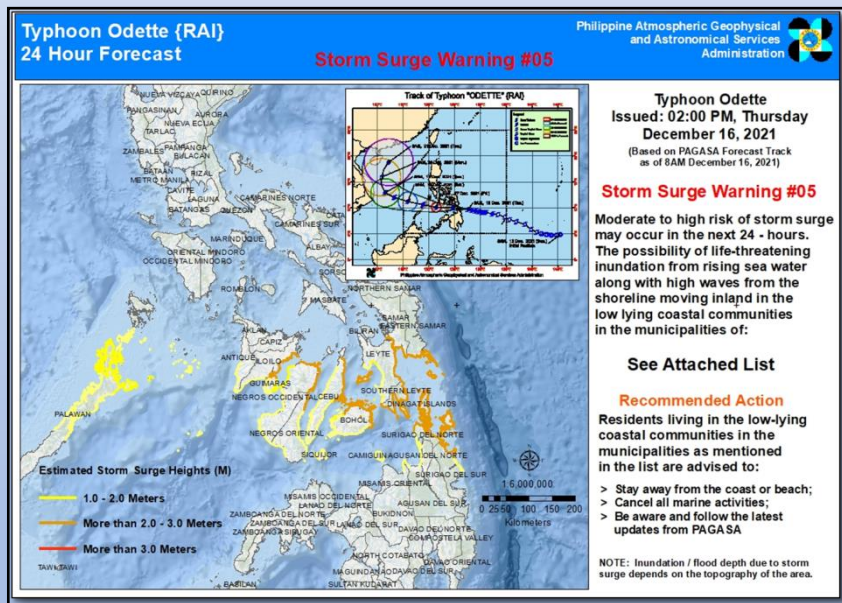 Typhoon Odette {RAI}
24 Hour Forecast
Storm Surge Warning #05
Philippine Atmospheric Geophysical
and Astronomical Services
Administration
NUEVA VIZCAYA
QUIRINO
PANGASINAN
AURORA
NUEVA ECIJA
TARLAC
ZAMBALES
PAMPANGA
BULACAN
BATAAN
RIZAL
METRO MANILA
CAVITE
LAGUNA
BATANGAS
QUEZON
CAMARINES NORTE
CAMARINES SUR
MARINDUQUE
ALBAY
ORIENTAL MINDORO
OCCIDENTAL MINDORO
ROMBLON
MASBATE
NORTHERN SAMAR
SAMAR
EASTERN SAMAR
BILIRAN
AKLAN
CAPIZ
ANTIQUE
ILOILO
LEYTE
GUIMARAS
SOUTHERN LEYTE
NEGROS OCCIDENTAL
CEBU
DINAGAT ISLANDS
PALAWAN
BOHOL
NEGROS ORIENTAL
SURIGAO DEL NORTE
SIQUIJOR
CAMIGUIN
AGUSAN DEL NORTE
SURIGAO DEL SUR
MISAMIS ORIENTAL
MISAMIS OCCIDENTAL
LANAO DEL NORTE
AGUSAN DEL SUR
BUKIDNON
ZAMBOANGA DEL NORTE
ZAMBOANGA DEL SUR
LANAO DEL SUR
ZAMBOANGA SIBUGAY
DAVAO DEL NORTE
COMPOSTELA VALLEY
NORTH COTABATO
DAVAO ORIENTAL
MAGUINDANAO
DAVAO DEL SUR
TAWI-TAWI
BASILAN
SULTAN KUDARAT
Track of Typhoon "ODETTE" {RAI}
Philippine Atmospheric Geophysical and Astronomical Services Administration
Estimated Storm Surge Heights (M)
1.0 - 2.0 Meters
More than 2.0 - 3.0 Meters
More than 3.0 Meters
1:6,000,000
0 25 50 100 150 200
Kilometers
Typhoon Odette
Issued: 02:00 PM, Thursday
December 16, 2021
(Based on PAGASA Forecast Track
as of 8AM December 16, 2021)
Storm Surge Warning #05
Moderate to high risk of storm surge
may occur in the next 24 - hours.
The possibility of life-threatening
inundation from rising sea water
along with high waves from the
shoreline moving inland in the
low lying coastal communities
in the municipalities of:
See Attached List
Recommended Action
Residents living in the low-lying
coastal communities in the
municipalities as mentioned
in the list are advised to:
> Stay away from the coast or beach;
> Cancel all marine activities;
> Be aware and follow the latest
updates from PAGASA
NOTE: Inundation / flood depth due to storm
surge depends on the topography of the area.